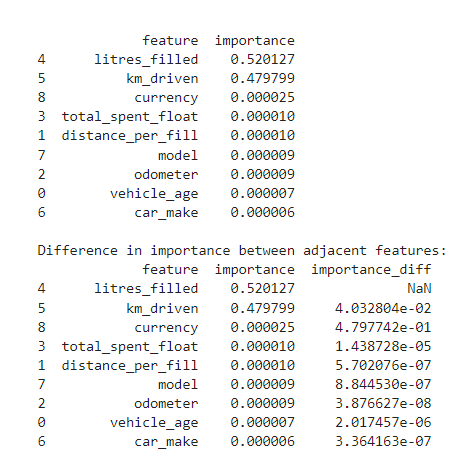 feature importance
4 litres_filled 0.520127
5 km_driven 0.479799
8 currency 0.000025
3 total_spent_float 0.000010
1 distance_per_fill 0.000010
7 model 0.000009
2 odometer 0.000009
0 vehicle_age 0.000007
6 car_make 0.000006
Difference in importance between adjacent features:
feature importance importance_diff
4 litres_filled 0.520127 NaN
5 km_driven 0.479799 4.032804e-02
8 currency 0.000025 4.797742e-01
3 total_spent_float 0.000010 1.438728e-05
1 distance_per_fill 0.000010 5.702076e-07
7 model 0.000009 8.844530e-07
2 odometer 0.000009 3.876627e-08
0 vehicle_age 0.000007 2.017457e-06
6 car_make 0.000006 3.364163e-07